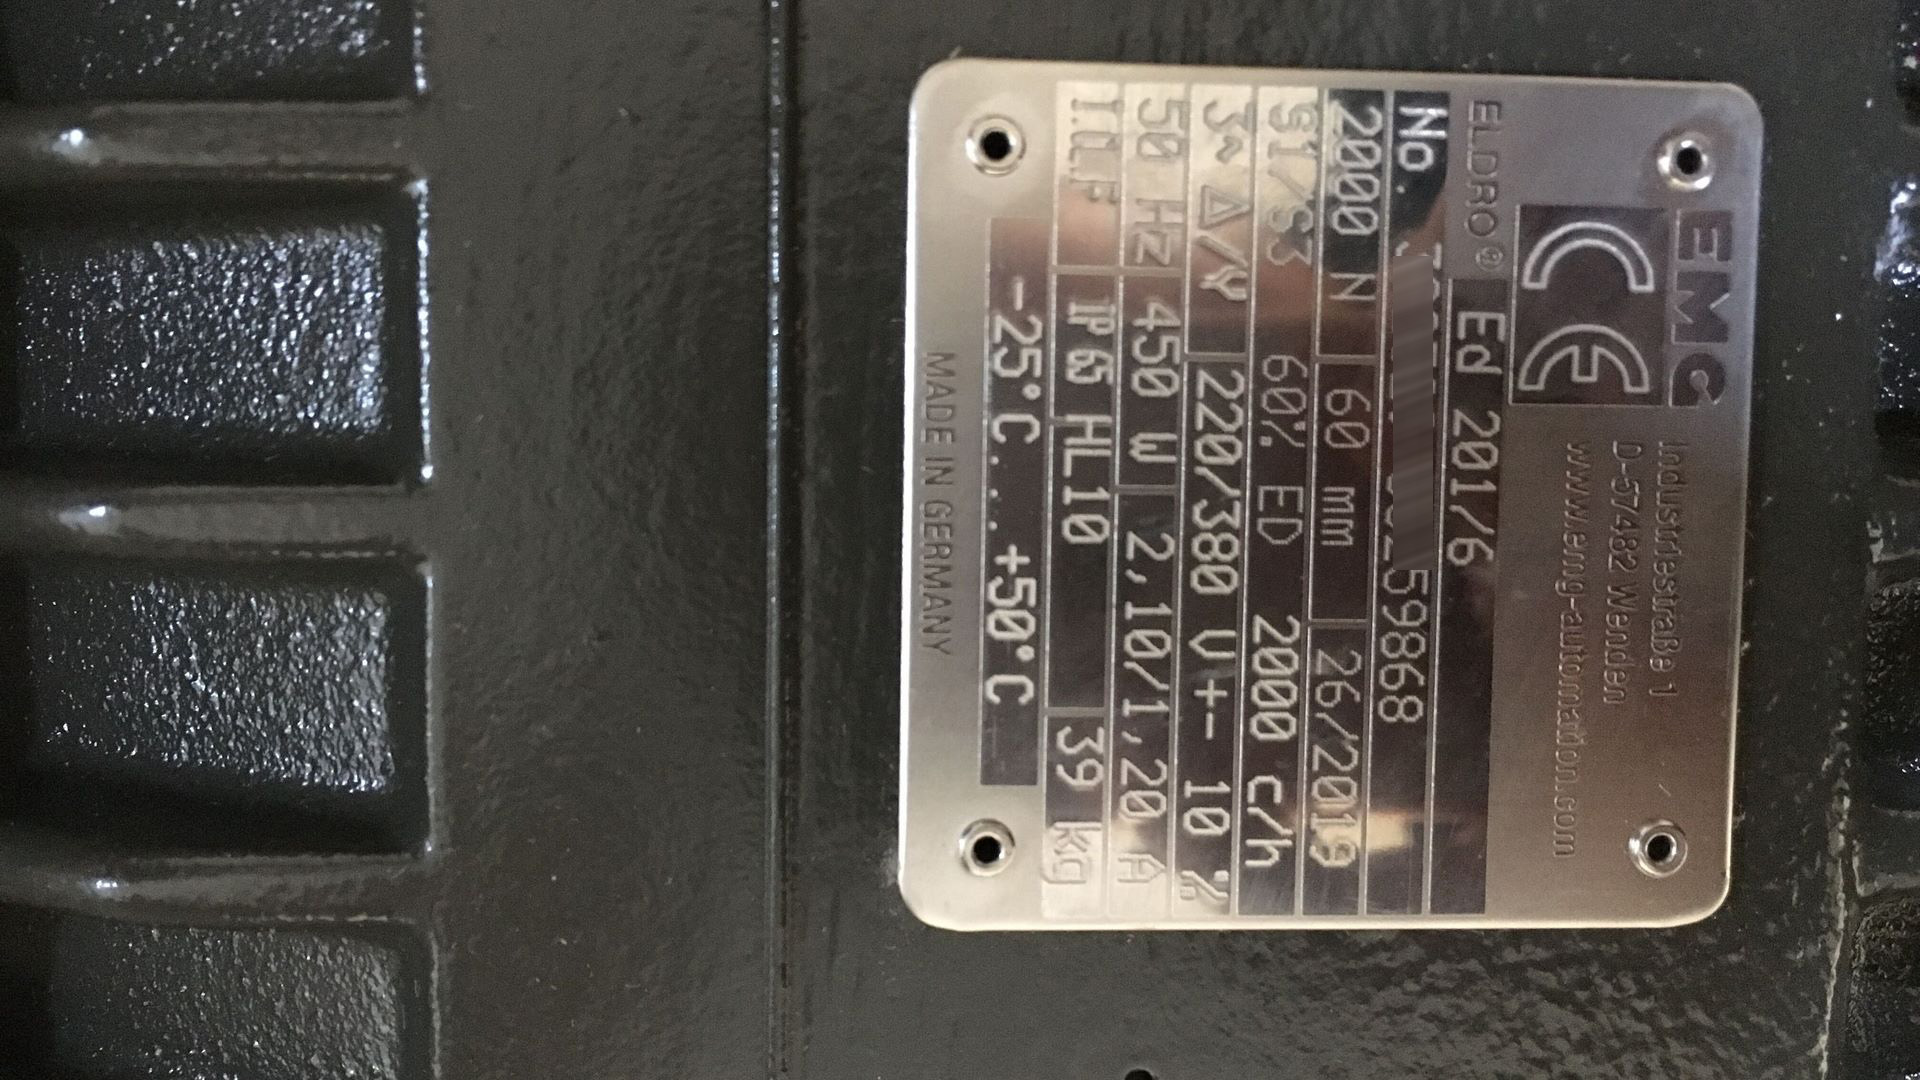 EMG
Industriestraße 1
D-57482 Wenden
www.emg-automation.com
CE
ELDRO® Ed 201/6
No. 59868
2000 N 60 mm 26/2019
S1/S3 60% ED 2000 c/h
3~ Δ/Y 220/380 V +- 10 %
50 Hz 450 W 2,10/1,20 A
I.Cl.F IP 65 HL10 39 kg
-25°C... +50°C
MADE IN GERMANY